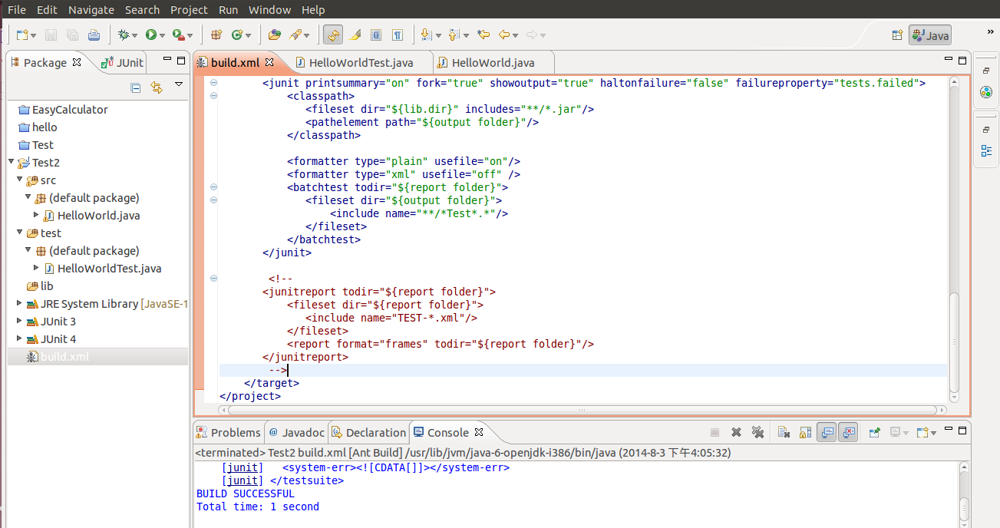 File Edit Navigate Search Project Run Window Help
Java »
Package JUnit
EasyCalculator
hello
Test
Test2
src
(default package)
HelloWorld.java
test
(default package)
HelloWorldTest.java
lib
JRE System Library [JavaSE-1
JUnit 3
JUnit 4
build.xml
build.xml HelloWorldTest.java HelloWorld.java
<junit printsummary="on" fork="true" showoutput="true" haltonfailure="false" failureproperty="tests.failed">
<classpath>
<fileset dir="${lib.dir}" includes="**/*.jar"/>
<pathelement path="${output folder}"/>
</classpath>
<formatter type="plain" usefile="on"/>
<formatter type="xml" usefile="off" />
<batchtest todir="${report folder}">
<fileset dir="${output folder}">
<include name="**/*Test*.*"/>
</fileset>
</batchtest>
</junit>
<!--
<junitreport todir="${report folder}">
<fileset dir="${report folder}">
<include name="TEST-*.xml"/>
</fileset>
<report format="frames" todir="${report folder}"/>
</junitreport>
-->
</target>
</project>
Problems @ Javadoc Declaration Console
<terminated> Test2 build.xml [Ant Build] /usr/lib/jvm/java-6-openjdk-i386/bin/java (2014-8-3 下午4:05:32)
[junit] <system-err><![CDATA[]]></system-err>
[junit] </testsuite>
BUILD SUCCESSFUL
Total time: 1 second